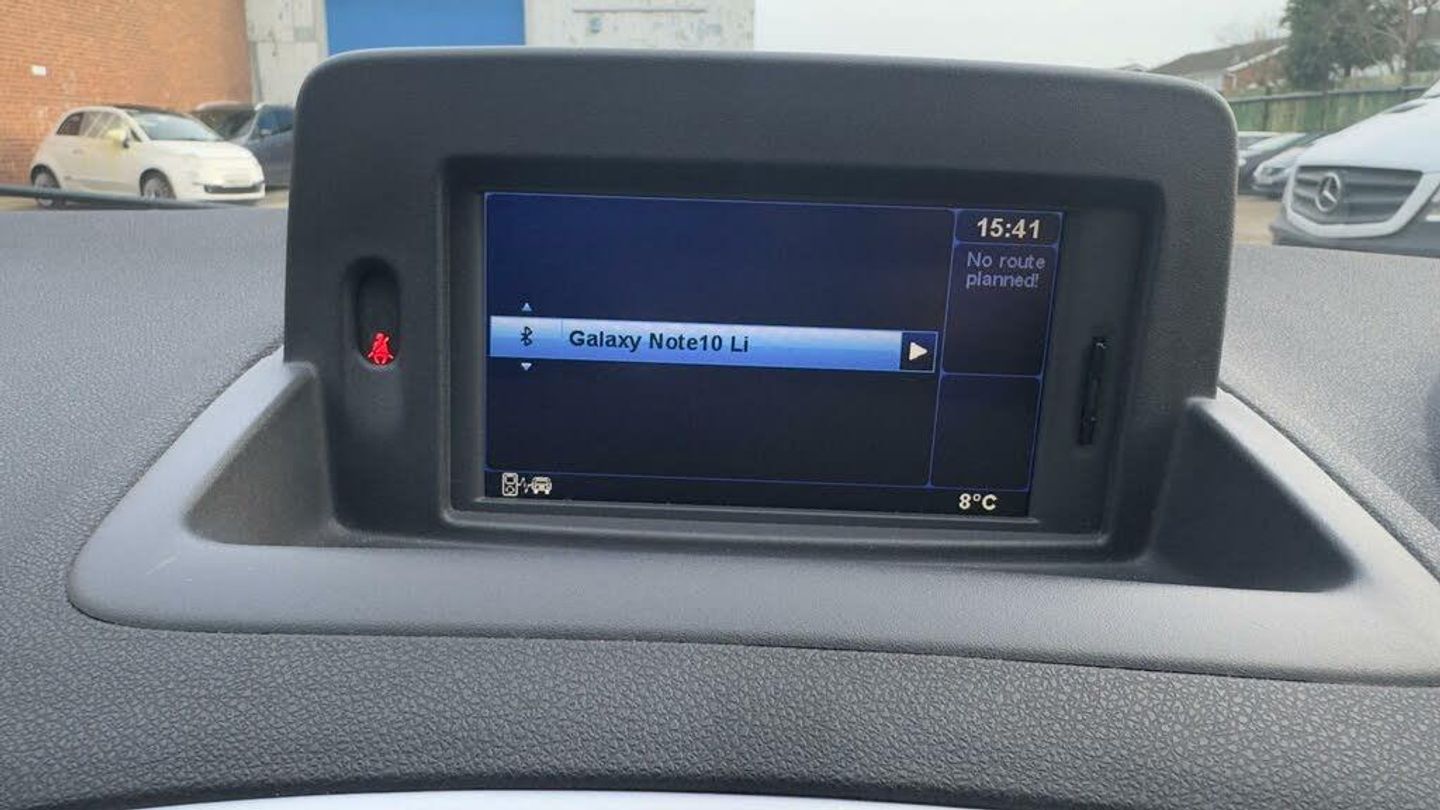 15:41
No route
planned!
Galaxy Note10 Li
8°C